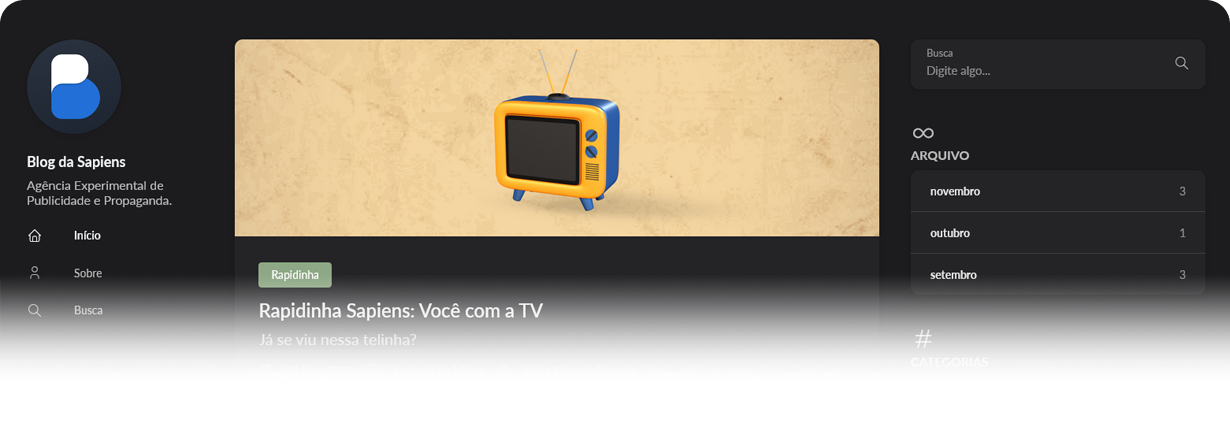 Blog da Sapiens
Agência Experimental de
Publicidade e Propaganda.
Início
Sobre
Busca
Rapidinha
Rapidinha Sapiens: Você com a TV
Já se viu nessa telinha?
Busca
Digite algo...
ARQUIVO
novembro 3
outubro 1
setembro 3
#
CATEGORIAS